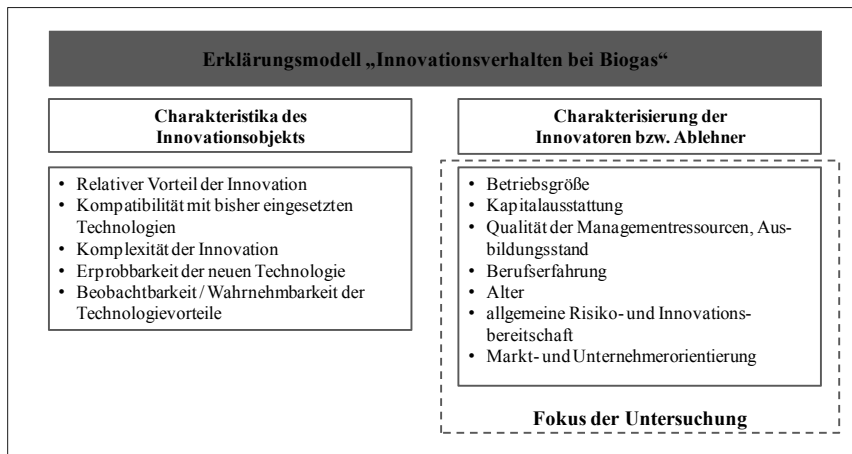 Erklärungsmodell „Innovationsverhalten bei Biogas“
Charakteristika des
Innovationsobjekts
• Relativer Vorteil der Innovation
• Kompatibilität mit bisher eingesetzten
Technologien
• Komplexität der Innovation
• Erprobbarkeit der neuen Technologie
• Beobachtbarkeit / Wahrnehmbarkeit der
Technologievorteile
Charakterisierung der
Innovatoren bzw. Ablehner
• Betriebsgröße
• Kapitalausstattung
• Qualität der Managementressourcen, Aus-
bildungsstand
• Berufserfahrung
• Alter
• allgemeine Risiko- und Innovations-
bereitschaft
• Markt- und Unternehmerorientierung
Fokus der Untersuchung